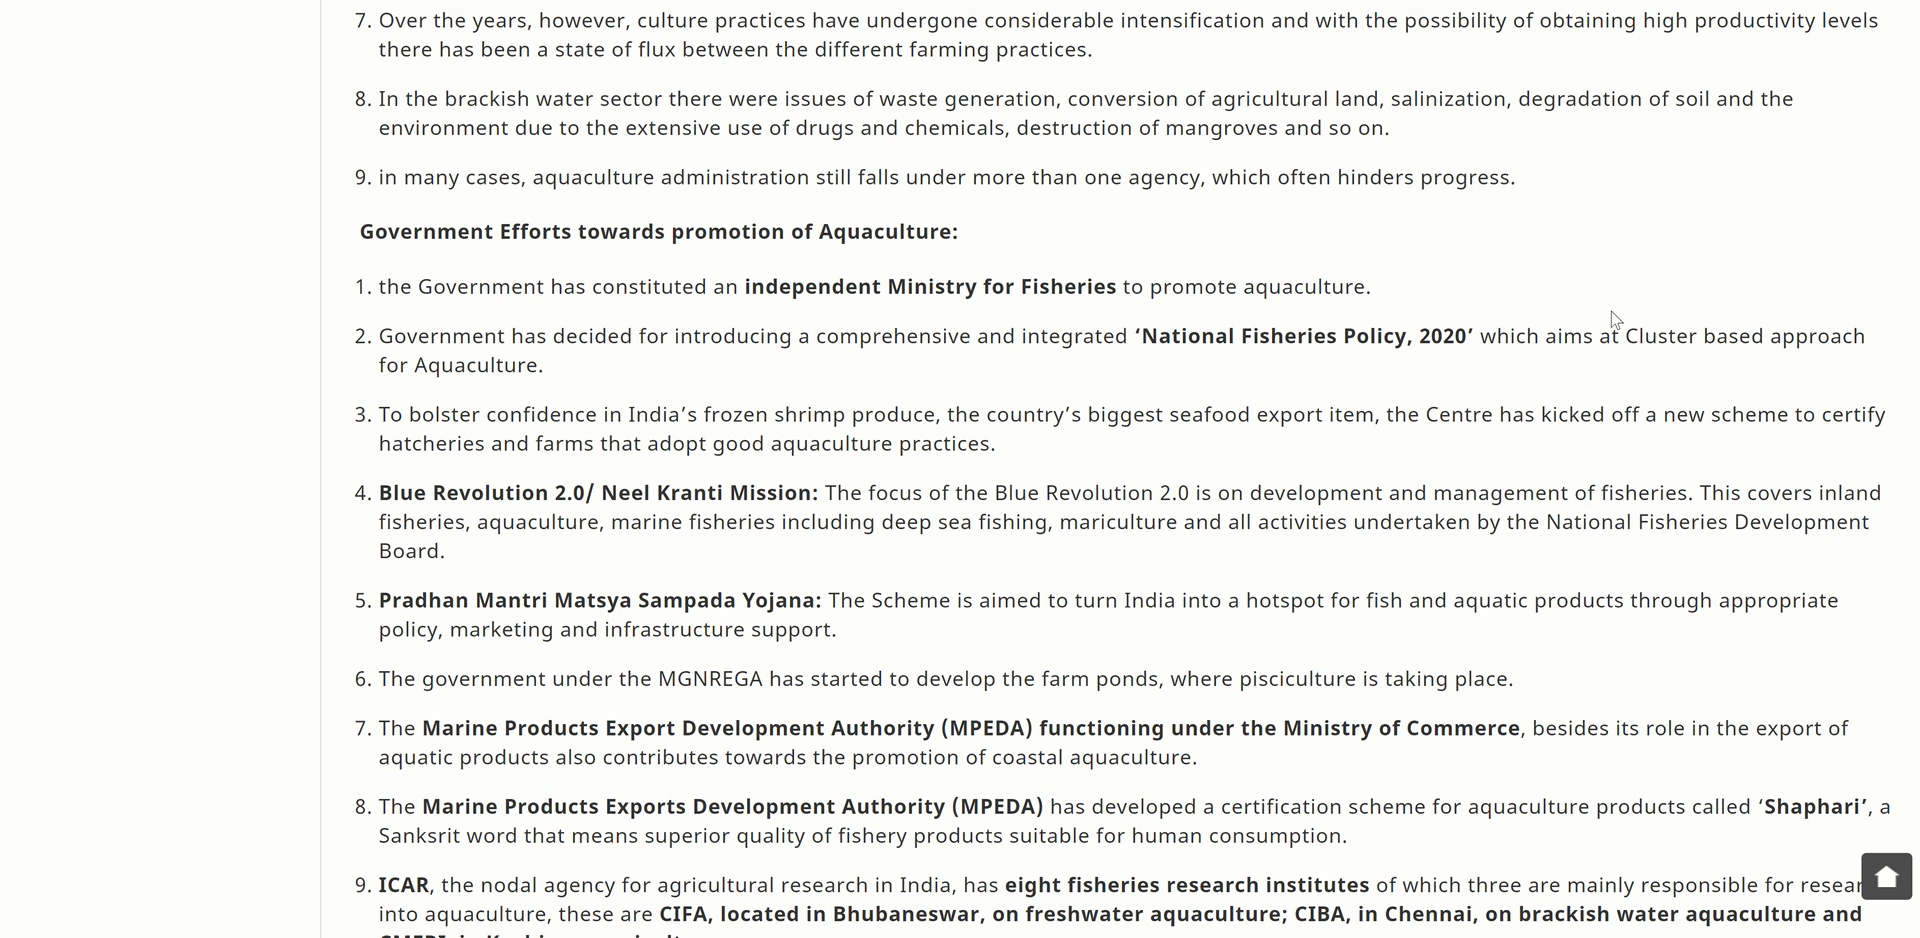 7. Over the years, however, culture practices have undergone considerable intensification and with the possibility of obtaining high productivity levels
there has been a state of flux between the different farming practices.
8. In the brackish water sector there were issues of waste generation, conversion of agricultural land, salinization, degradation of soil and the
environment due to the extensive use of drugs and chemicals, destruction of mangroves and so on.
9. in many cases, aquaculture administration still falls under more than one agency, which often hinders progress.
Government Efforts towards promotion of Aquaculture:
1. the Government has constituted an independent Ministry for Fisheries to promote aquaculture.
2. Government has decided for introducing a comprehensive and integrated ‘National Fisheries Policy, 2020’ which aims at Cluster based approach
for Aquaculture.
3. To bolster confidence in India’s frozen shrimp produce, the country’s biggest seafood export item, the Centre has kicked off a new scheme to certify
hatcheries and farms that adopt good aquaculture practices.
4. Blue Revolution 2.0/ Neel Kranti Mission: The focus of the Blue Revolution 2.0 is on development and management of fisheries. This covers inland
fisheries, aquaculture, marine fisheries including deep sea fishing, mariculture and all activities undertaken by the National Fisheries Development
Board.
5. Pradhan Mantri Matsya Sampada Yojana: The Scheme is aimed to turn India into a hotspot for fish and aquatic products through appropriate
policy, marketing and infrastructure support.
6. The government under the MGNREGA has started to develop the farm ponds, where pisciculture is taking place.
7. The Marine Products Export Development Authority (MPEDA) functioning under the Ministry of Commerce, besides its role in the export of
aquatic products also contributes towards the promotion of coastal aquaculture.
8. The Marine Products Exports Development Authority (MPEDA) has developed a certification scheme for aquaculture products called ‘Shaphari’, a
Sanksrit word that means superior quality of fishery products suitable for human consumption.
9. ICAR, the nodal agency for agricultural research in India, has eight fisheries research institutes of which three are mainly responsible for
into aquaculture, these are CIFA, located in Bhubaneswar, on freshwater aquaculture; CIBA, in Chennai, on brackish water aquaculture and